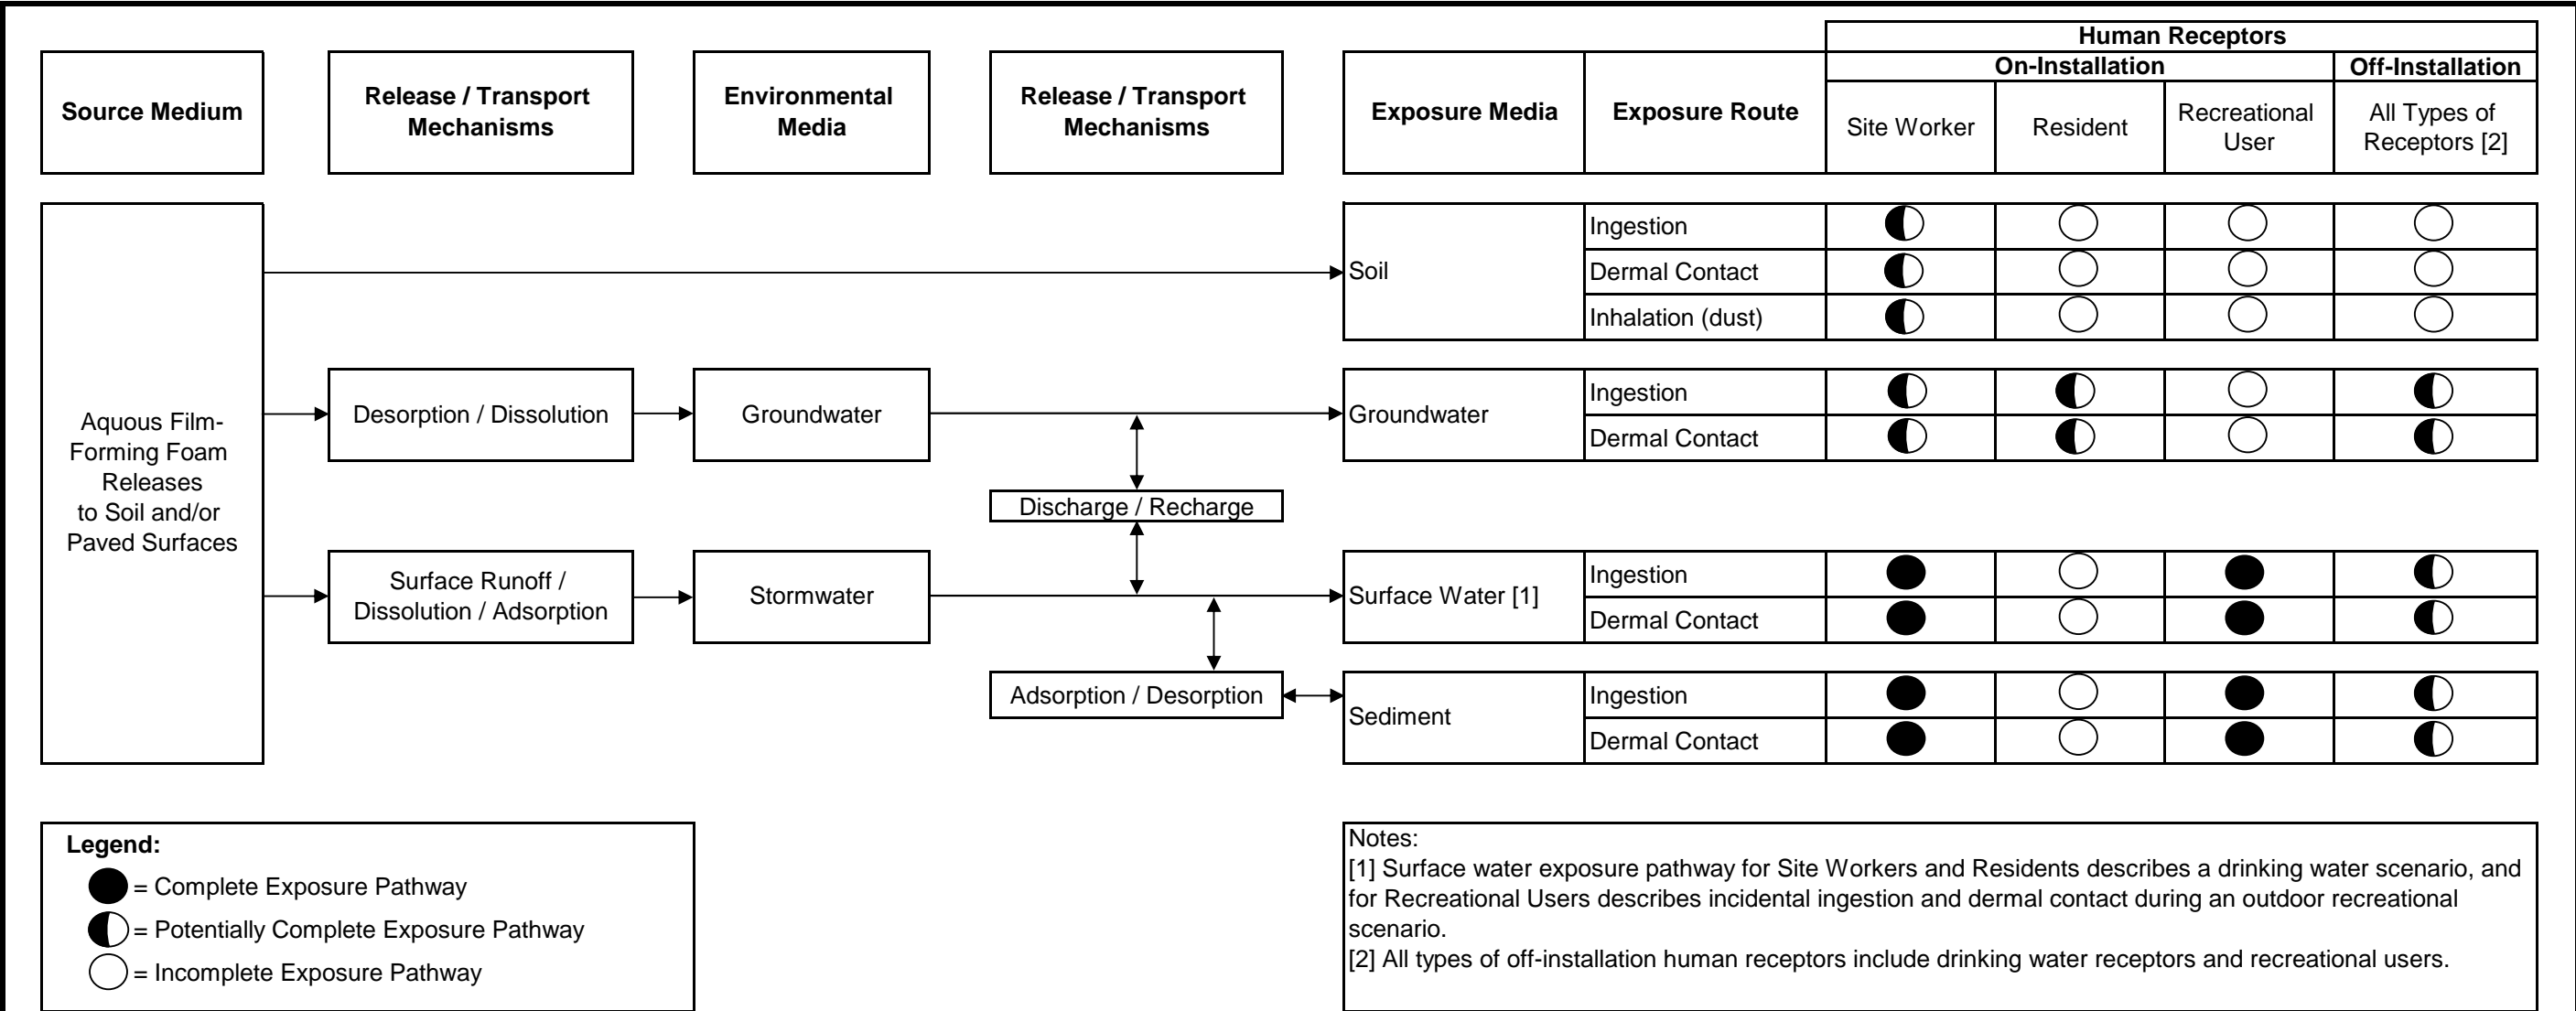 Human Receptors
On-Installation
Off-Installation
Source Medium
Release / Transport
Mechanisms
Environmental
Media
Release / Transport
Mechanisms
Exposure Media
Exposure Route
Site Worker
Resident
Recreational
User
All Types of
Receptors [2]
Aquous Film-
Forming Foam
Releases
to Soil and/or
Paved Surfaces
Soil
Ingestion
Dermal Contact
Inhalation (dust)
Desorption / Dissolution
Groundwater
Groundwater
Ingestion
Dermal Contact
Discharge / Recharge
Surface Runoff /
Dissolution / Adsorption
Stormwater
Surface Water [1]
Ingestion
Dermal Contact
Adsorption / Desorption
Sediment
Ingestion
Dermal Contact
Legend:
= Complete Exposure Pathway
= Potentially Complete Exposure Pathway
= Incomplete Exposure Pathway
Notes:
[1] Surface water exposure pathway for Site Workers and Residents describes a drinking water scenario, and
for Recreational Users describes incidental ingestion and dermal contact during an outdoor recreational
scenario.
[2] All types of off-installation human receptors include drinking water receptors and recreational users.